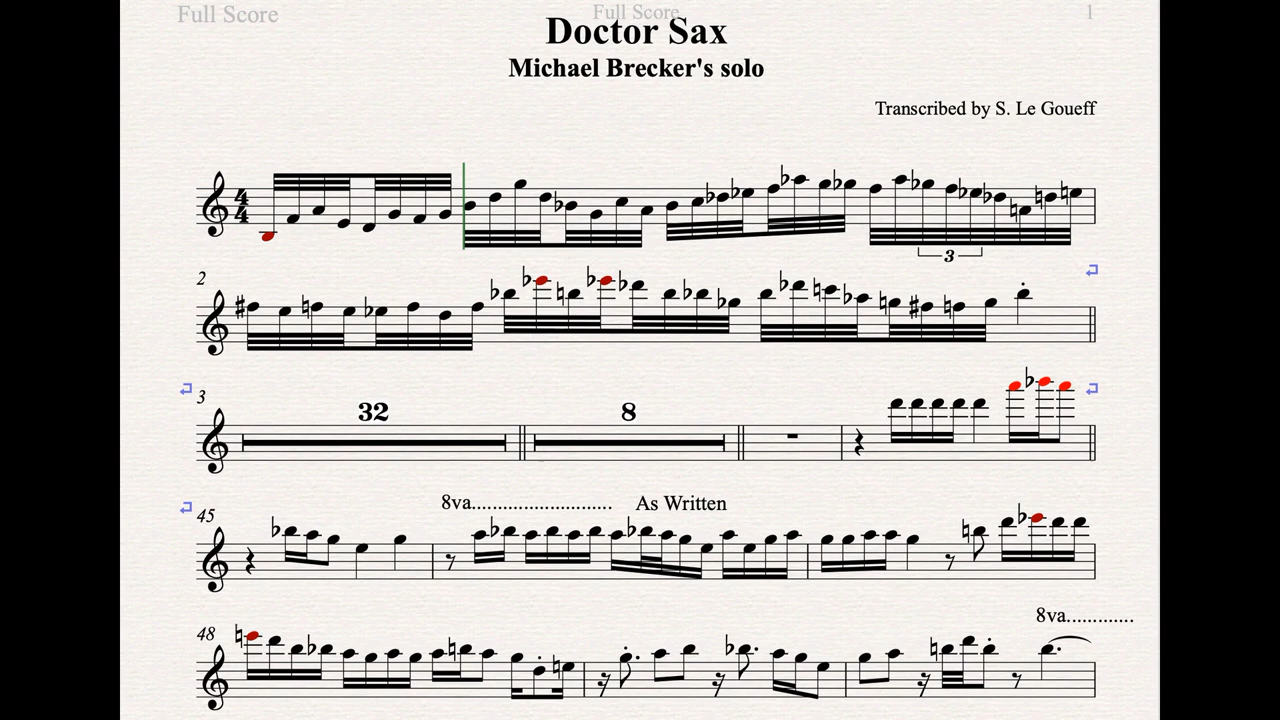 Full Score Full Score 1
Doctor Sax
Michael Brecker's solo
Transcribed by S. Le Goueff
4
4
3
2
3
32 8
45
8va.......................... As Written
48
8va.............